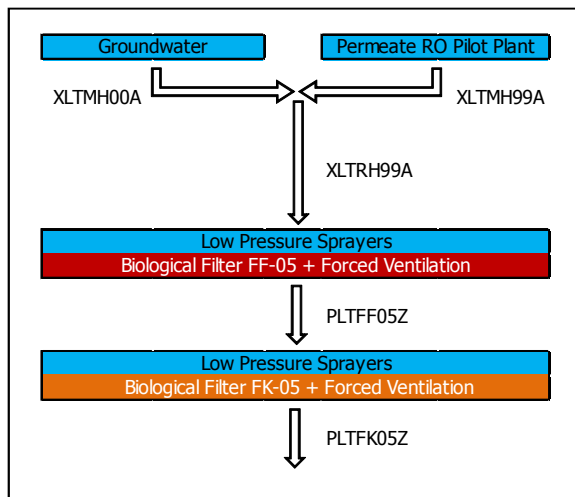 Groundwater
Permeate RO Pilot Plant
XLTMH00A
XLTMH99A
XLTRH99A
Low Pressure Sprayers
Biological Filter FF-05 + Forced Ventilation
PLTFF05Z
Low Pressure Sprayers
Biological Filter FK-05 + Forced Ventilation
PLTFK05Z